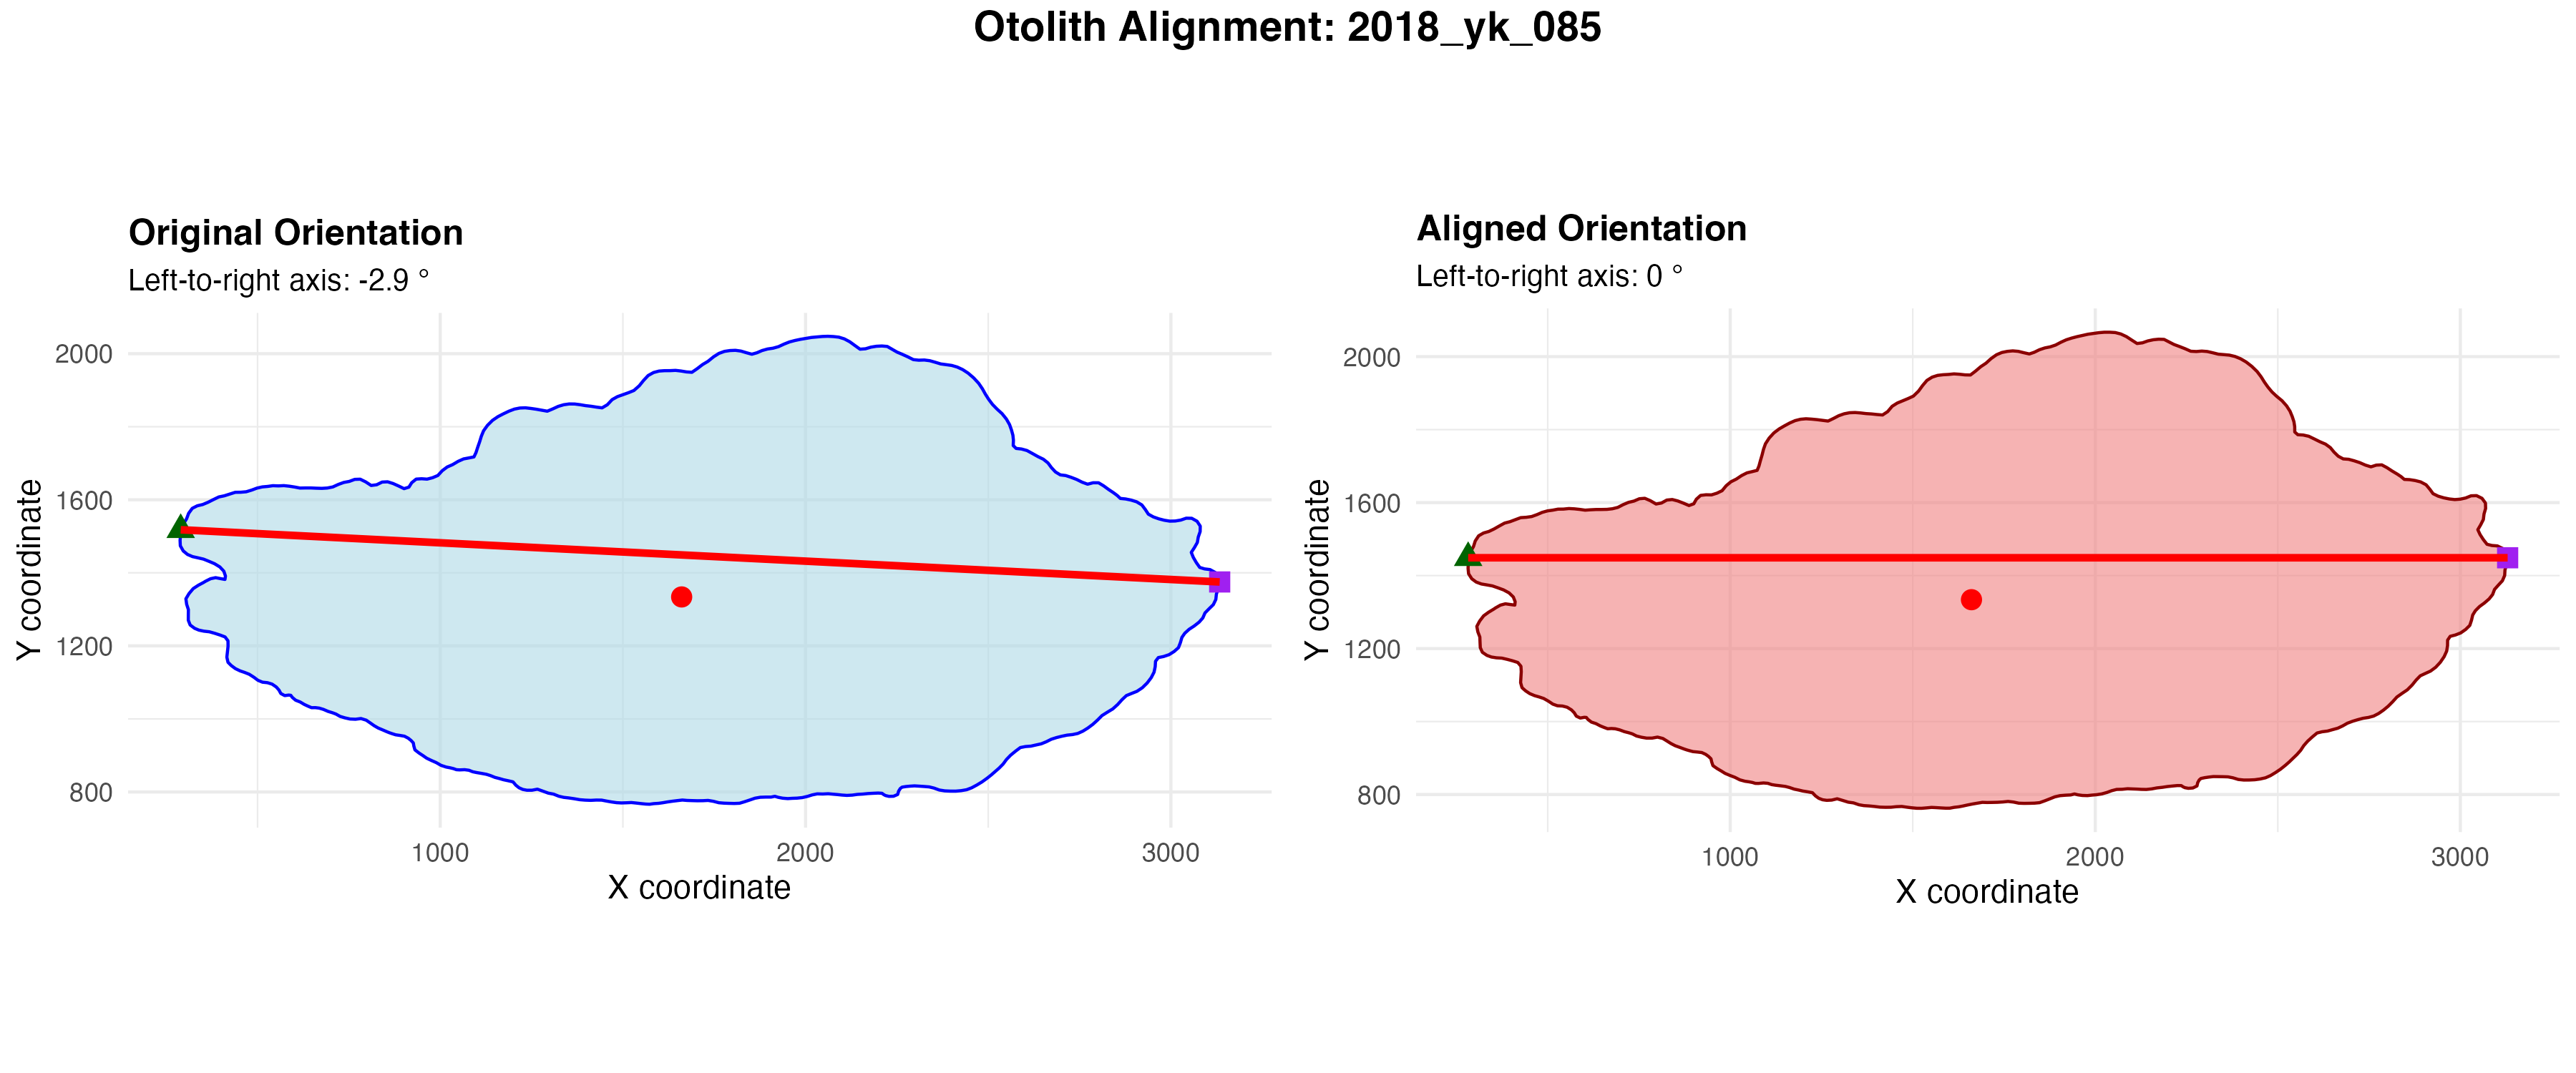 Otolith Alignment: 2018_yk_085
Original Orientation
Left-to-right axis: -2.9 °
2000
1600
1200
800
Y coordinate
1000
2000
3000
X coordinate
Aligned Orientation
Left-to-right axis: 0 °
2000
1600
1200
800
Y coordinate
1000
2000
3000
X coordinate